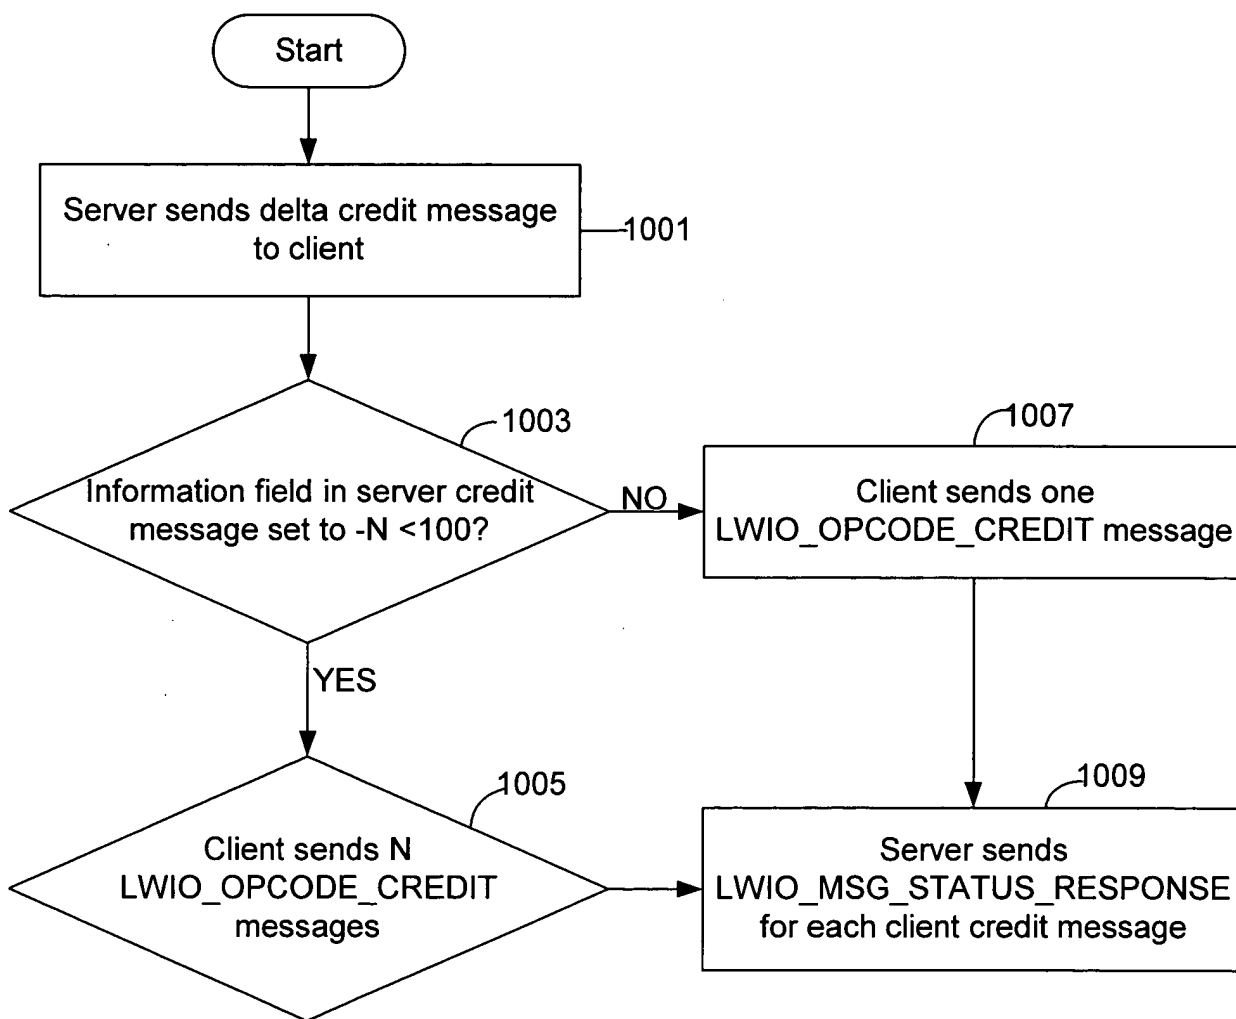 Start
Server sends delta credit message
to client
1001
1003
Information field in server credit
message set to -N <100?
NO
1007
Client sends one
LWIO_OPCODE_CREDIT message
YES
1005
Client sends N
LWIO_OPCODE_CREDIT
messages
1009
Server sends
LWIO_MSG_STATUS_RESPONSE
for each client credit message